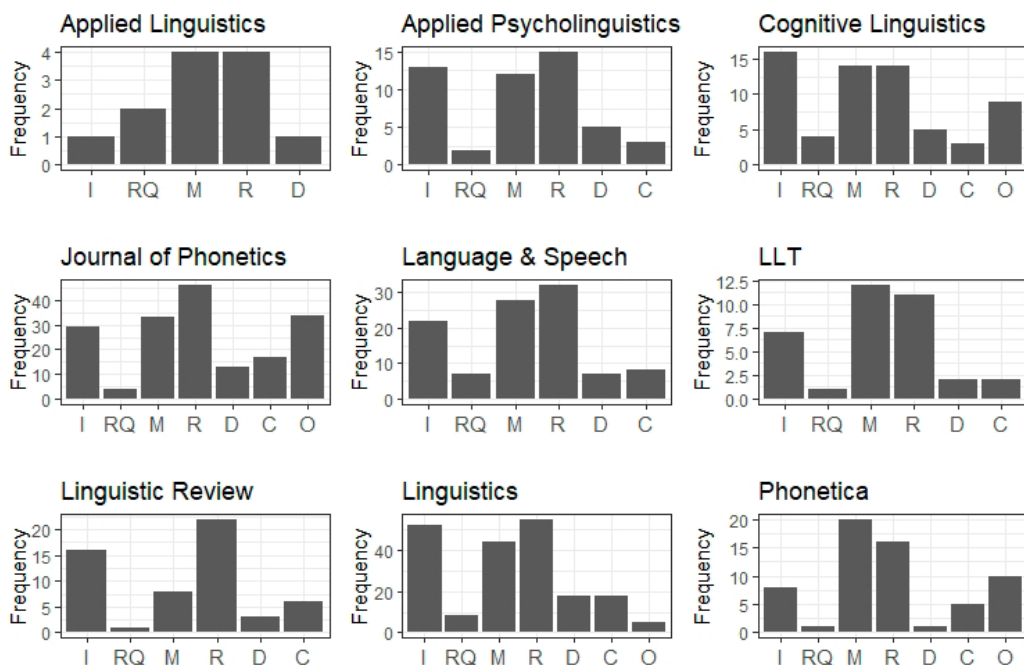 Applied Linguistics
Frequency
4
3
2
1
0
I RQ M R D
Applied Psycholinguistics
Frequency
15
10
5
0
I RQ M R D C
Cognitive Linguistics
Frequency
15
10
5
0
I RQ M R D C O
Journal of Phonetics
Frequency
40
30
20
10
0
I RQ M R D C O
Language & Speech
Frequency
30
20
10
0
I RQ M R D C
LLT
Frequency
12.5
10.0
7.5
5.0
2.5
0.0
I RQ M R D C
Linguistic Review
Frequency
20
15
10
5
0
I RQ M R D C
Linguistics
Frequency
40
20
0
I RQ M R D C O
Phonetica
Frequency
20
15
10
5
0
I RQ M R D C O